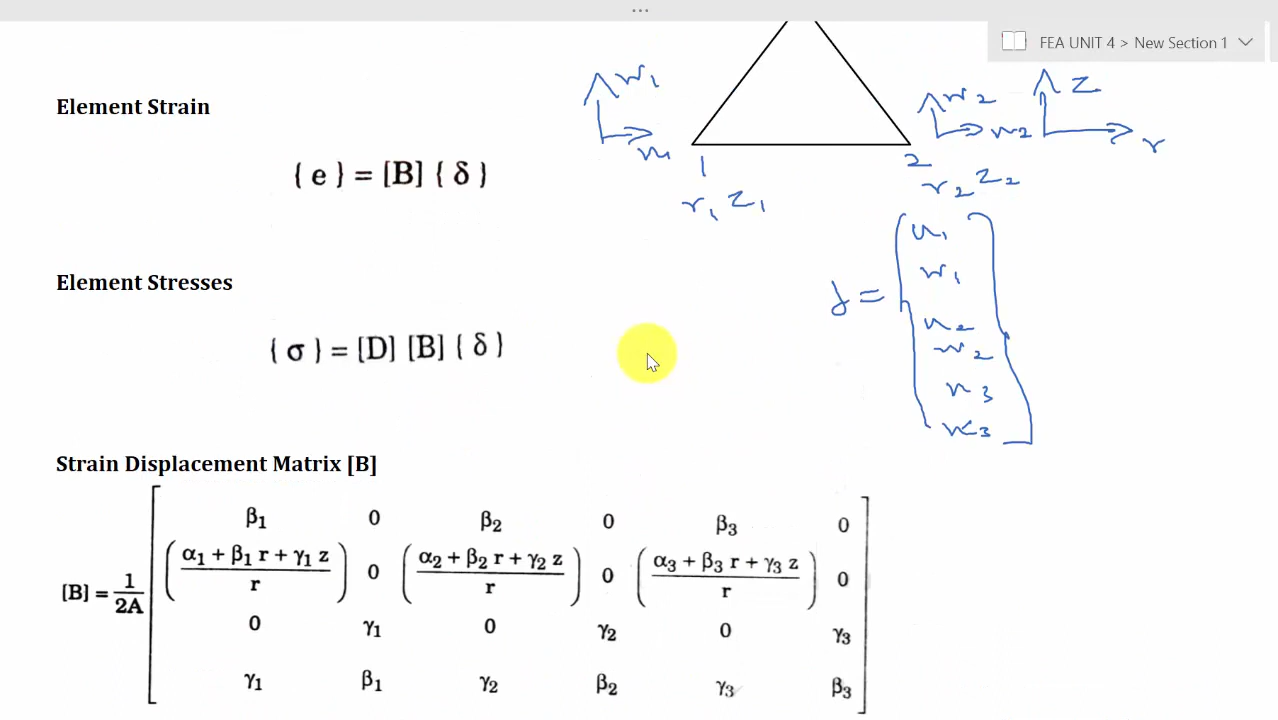 FEA UNIT 4 > New Section 1
w1
w2
z
Element Strain
u1
u2
r
1
2
{ e } = [B] { δ }
r1 z1
r2 z2
u1
w1
Element Stresses
δ =
u2
{ σ } = [D] [B] { δ }
w2
u3
w3
Strain Displacement Matrix [B]
β1 0 β2 0 β3 0
(α1 + β1 r + γ1 z / r) 0 (α2 + β2 r + γ2 z / r) 0 (α3 + β3 r + γ3 z / r) 0
[B] = 1/2A
0 γ1 0 γ2 0 γ3
γ1 β1 γ2 β2 γ3 β3